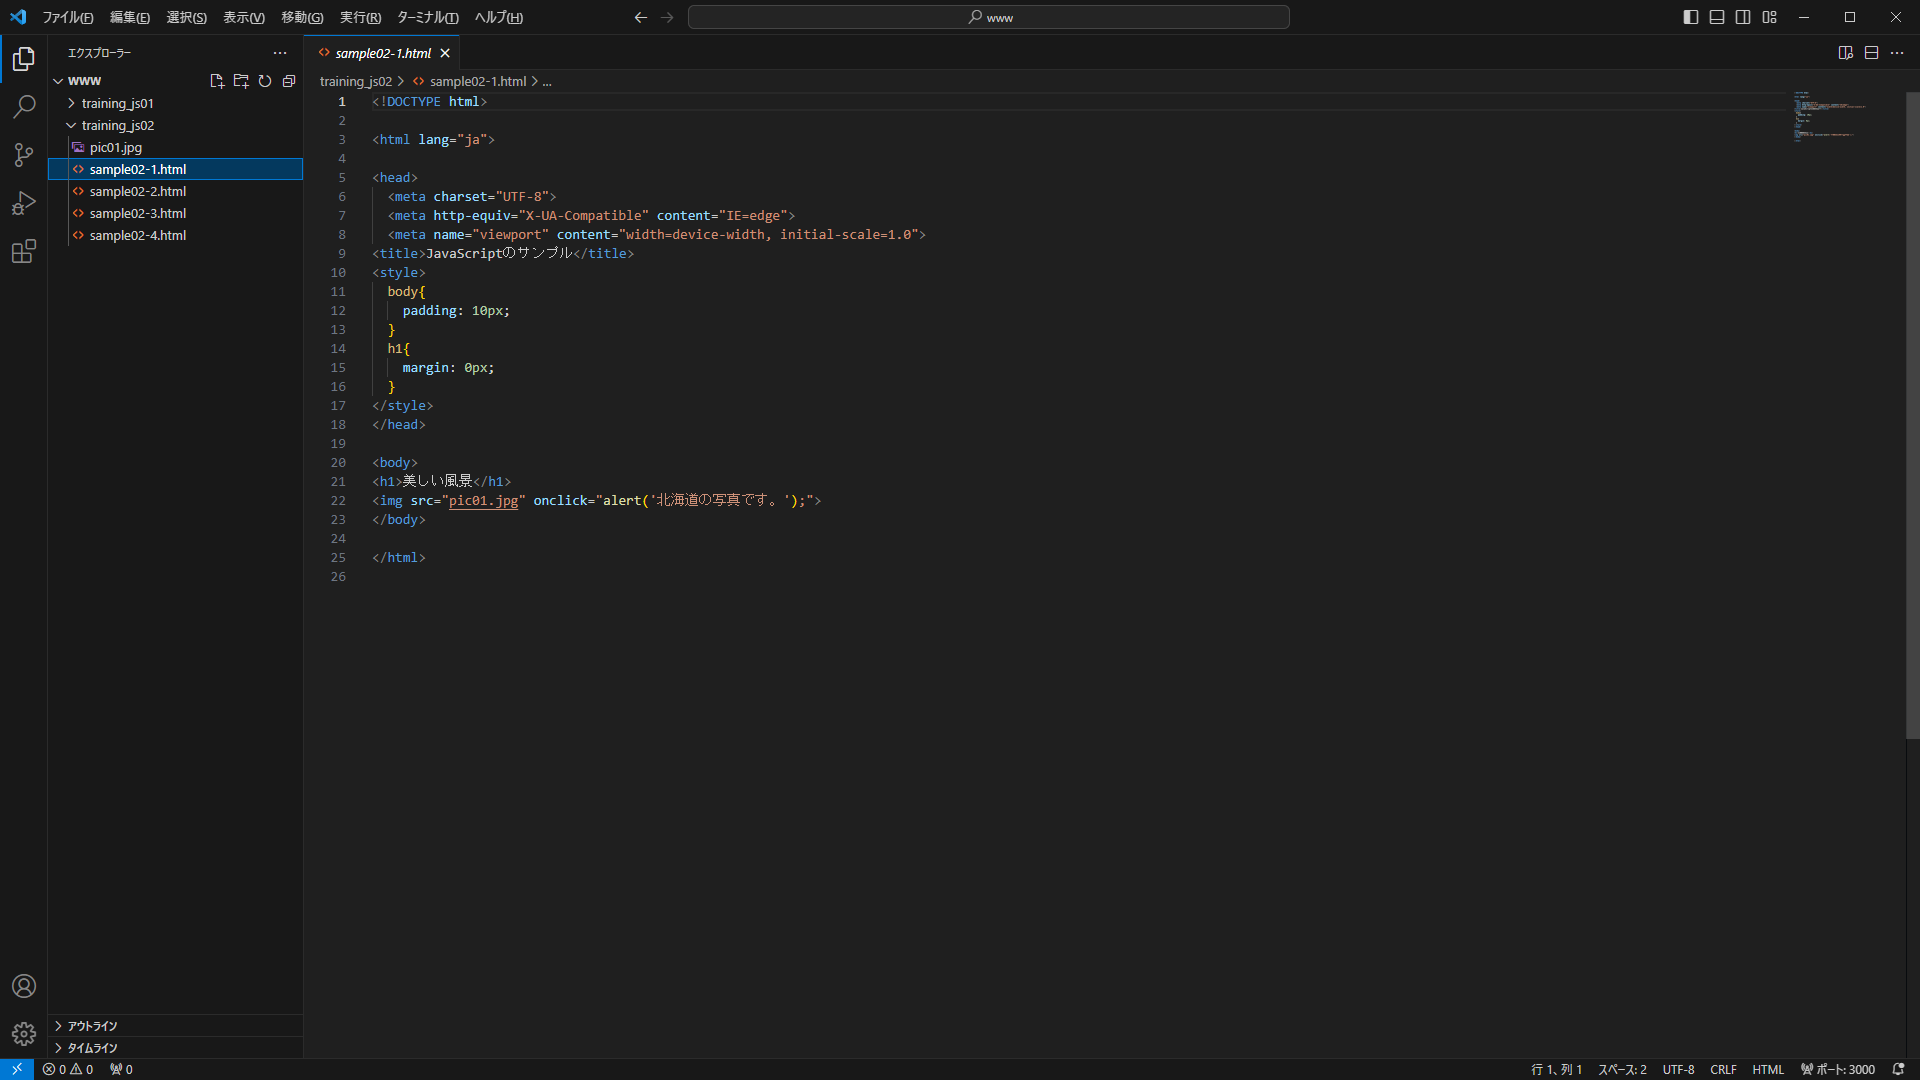 ファイル(F) 編集(E) 選択(S) 表示(V) 移動(G) 実行(R) ターミナル(T) ヘルプ(H) www
エクスプローラー
WWW
training_js01
training_js02
pic01.jpg
sample02-1.html
sample02-2.html
sample02-3.html
sample02-4.html
アウトライン
タイムライン
sample02-1.html
training_js02 > sample02-1.html > ...
1 <!DOCTYPE html>
2
3 <html lang="ja">
4
5 <head>
6 <meta charset="UTF-8">
7 <meta http-equiv="X-UA-Compatible" content="IE=edge">
8 <meta name="viewport" content="width=device-width, initial-scale=1.0">
9 <title>JavaScriptのサンプル</title>
10 <style>
11 body{
12 padding: 10px;
13 }
14 h1{
15 margin: 0px;
16 }
17 </style>
18 </head>
19
20 <body>
21 <h1>美しい風景</h1>
22 <img src="pic01.jpg" onclick="alert('北海道の写真です。');">
23 </body>
24
25 </html>
26
0 0 0 行 1、列 1 スペース: 2 UTF-8 CRLF HTML ポート: 3000